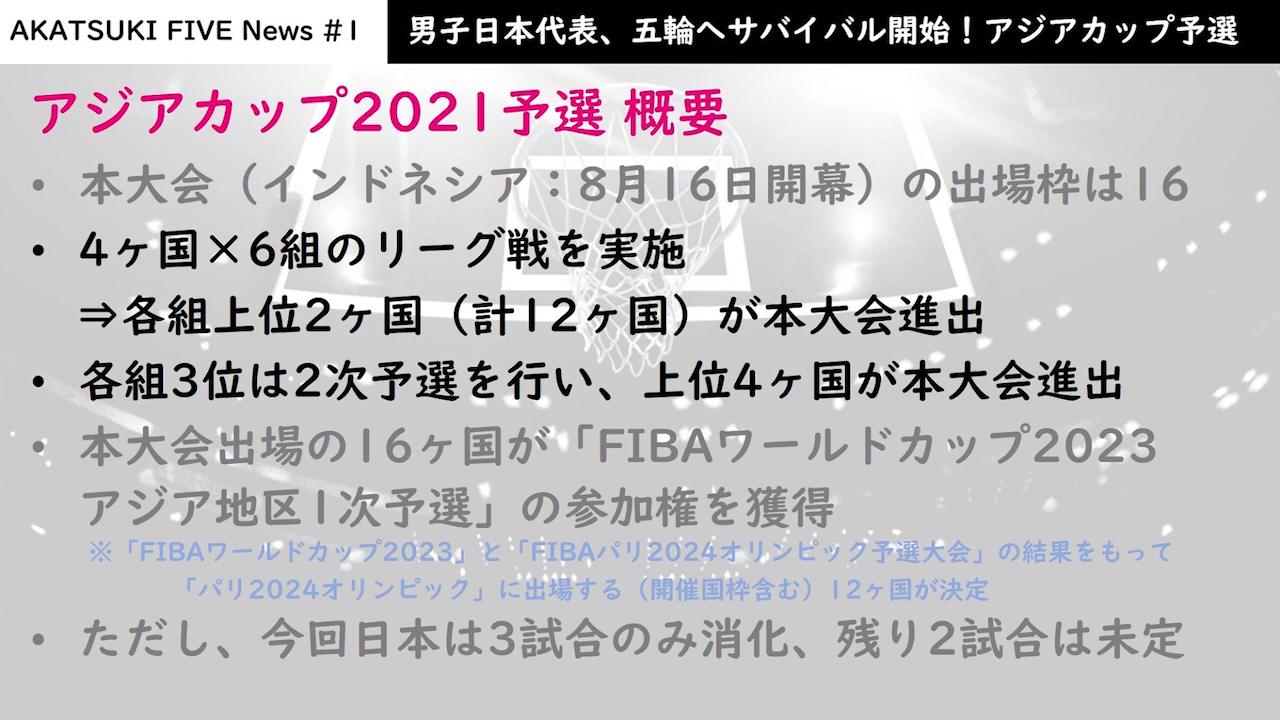 AKATSUKI FIVE News #1
男子日本代表、五輪へサバイバル開始！アジアカップ予選
アジアカップ2021予選 概要
• 本大会（インドネシア：8月16日開幕）の出場枠は16
• 4ヶ国×6組のリーグ戦を実施
⇒各組上位2ヶ国（計12ヶ国）が本大会進出
• 各組3位は2次予選を行い、上位4ヶ国が本大会進出
• 本大会出場の16ヶ国が「FIBAワールドカップ2023
アジア地区1次予選」の参加権を獲得
※「FIBAワールドカップ2023」と「FIBAパリ2024オリンピック予選大会」の結果をもって
「パリ2024オリンピック」に出場する（開催国枠含む）12ヶ国が決定
• ただし、今回日本は3試合のみ消化、残り2試合は未定